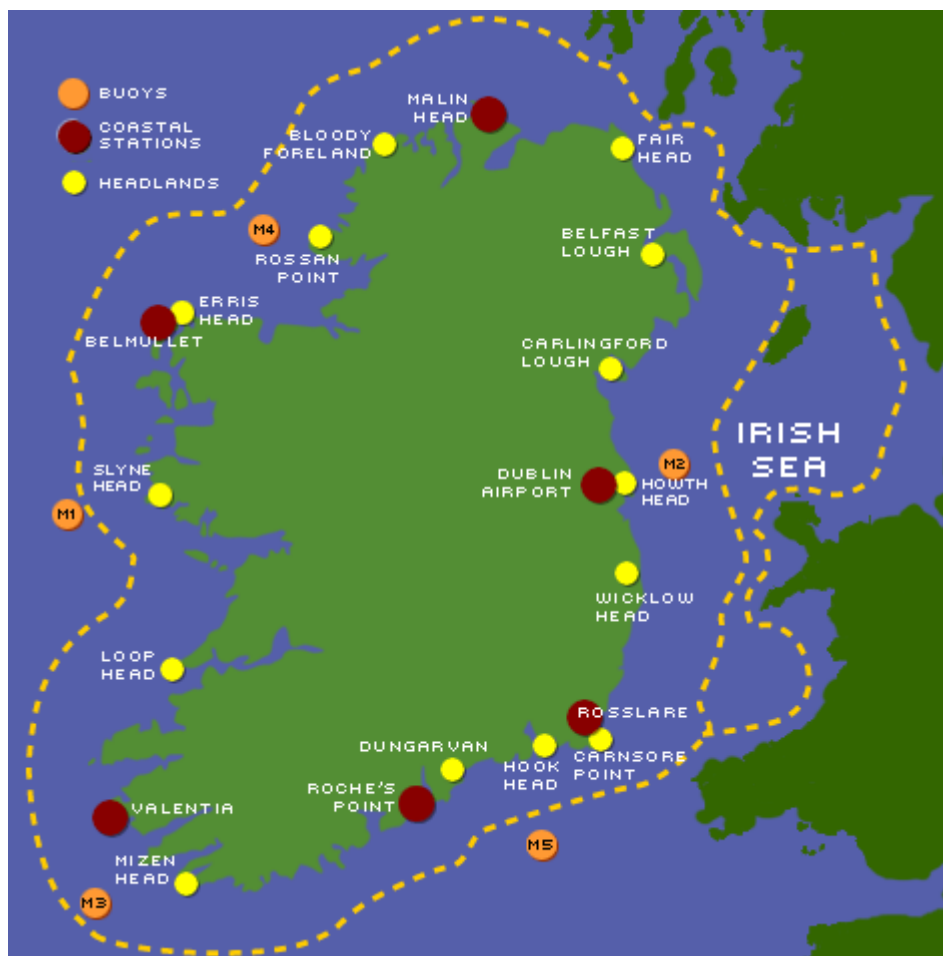 BUOYS
COASTAL
STATIONS
HEADLANDS
MALIN
HEAD
BLOODY
FORELAND
FAIR
HEAD
M4
ROSSAN
POINT
BELFAST
LOUGH
ERRIS
HEAD
BELMULLET
CARLINGFORD
LOUGH
IRISH
SEA
SLYNE
HEAD
M1
DUBLIN
AIRPORT
M2
HOWTH
HEAD
WICKLOW
HEAD
LOOP
HEAD
ROSSLARE
CARNSORE
POINT
HOOK
HEAD
DUNGARVAN
ROCHE'S
POINT
VALENTIA
M5
MIZEN
HEAD
M3